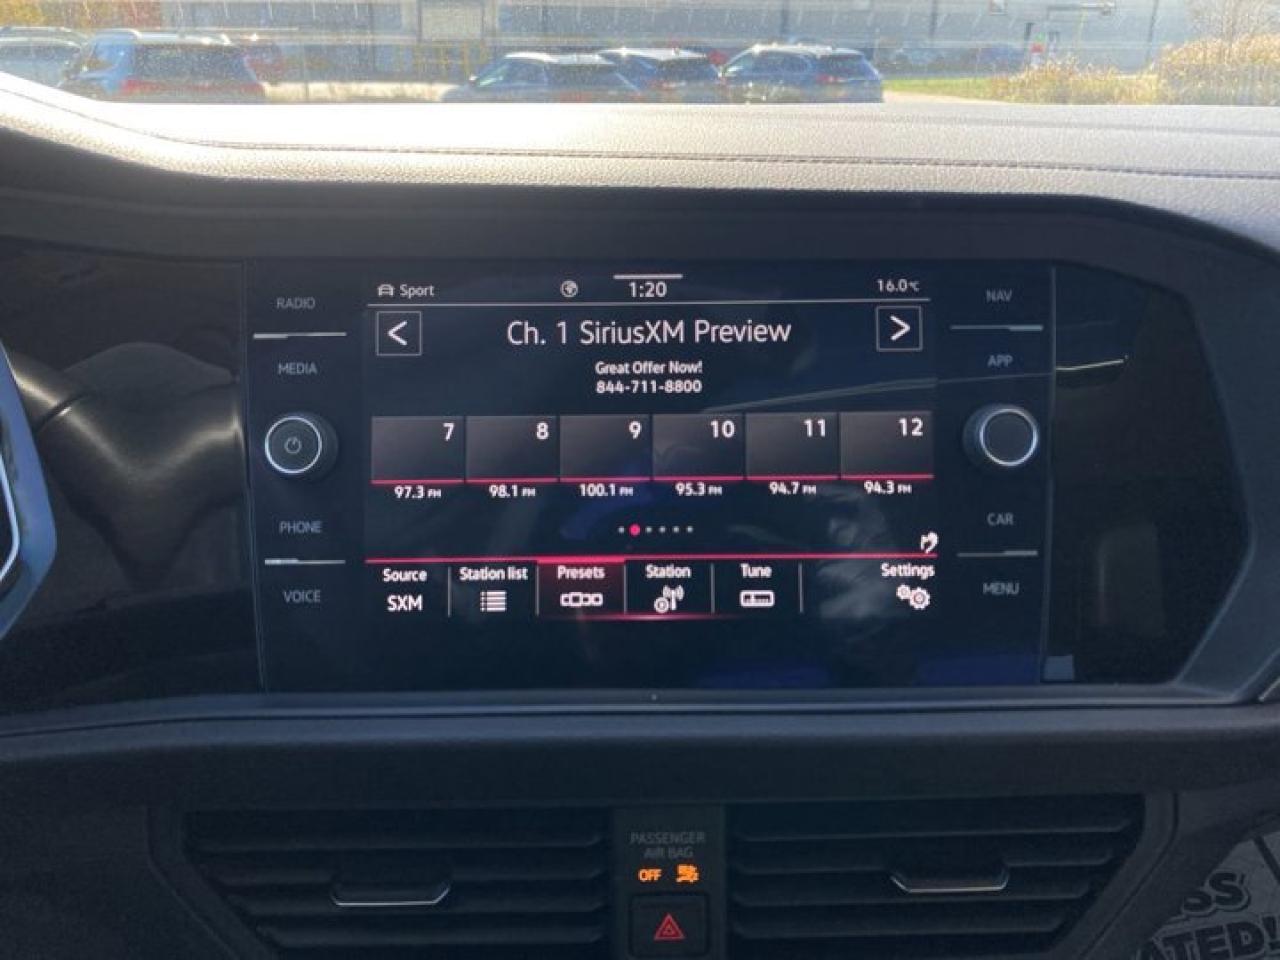 RADIO
MEDIA
PHONE
VOICE
Sport 1:20 16.0°C
< Ch. 1 SiriusXM Preview >
Great Offer Now!
844-711-8800
7 8 9 10 11 12
97.3 FM 98.1 FM 100.1 FM 95.3 FM 94.7 FM 94.3 FM
Source Station list Presets Station Tune Settings
SXM
NAV
APP
CAR
MENU
PASSENGER
AIR BAG
OFF
ATED!